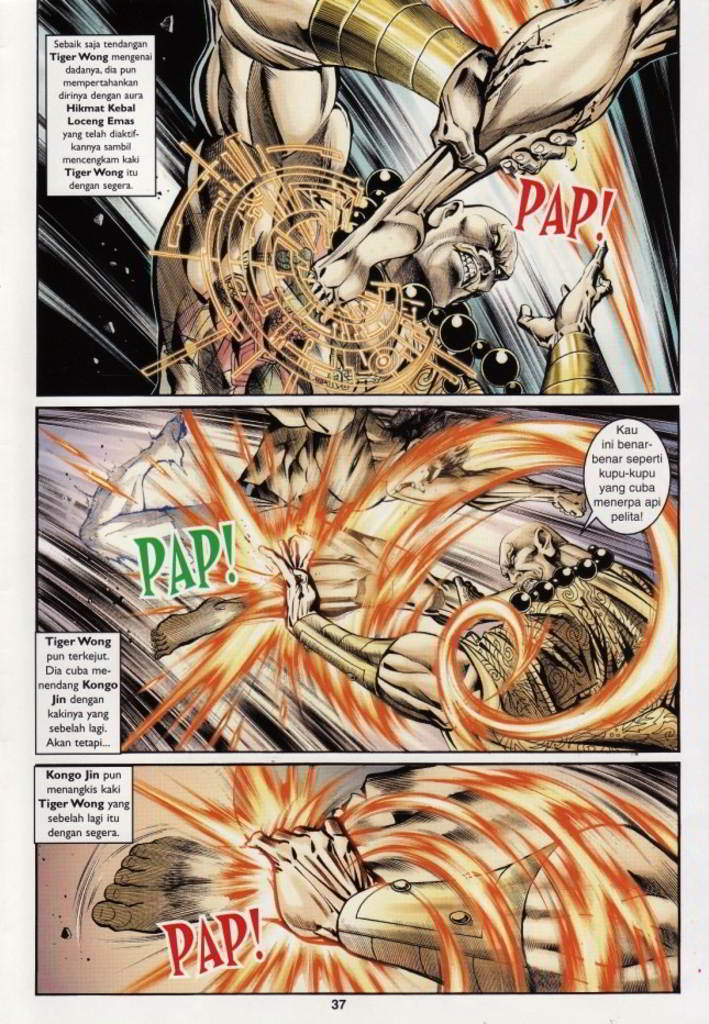 Sebaik saja tendangan
Tiger Wong mengenai
dadanya, dia pun
mempertahankan
dirinya dengan aura
Hikmat Kebal
Loceng Emas
yang telah diaktif-
kannya sambil
mencengkam kaki
Tiger Wong itu
dengan segera.
PAP!
Kau
ini benar-
benar seperti
kupu-kupu
yang cuba
menerpa api
pelita!
PAP!
Tiger Wong
pun terkejut.
Dia cuba me-
nendang Kongo
Jin dengan
kakinya yang
sebelah lagi.
Akan tetapi...
Kongo Jin pun
menangkis kaki
Tiger Wong yang
sebelah lagi itu
dengan segera.
PAP!
37